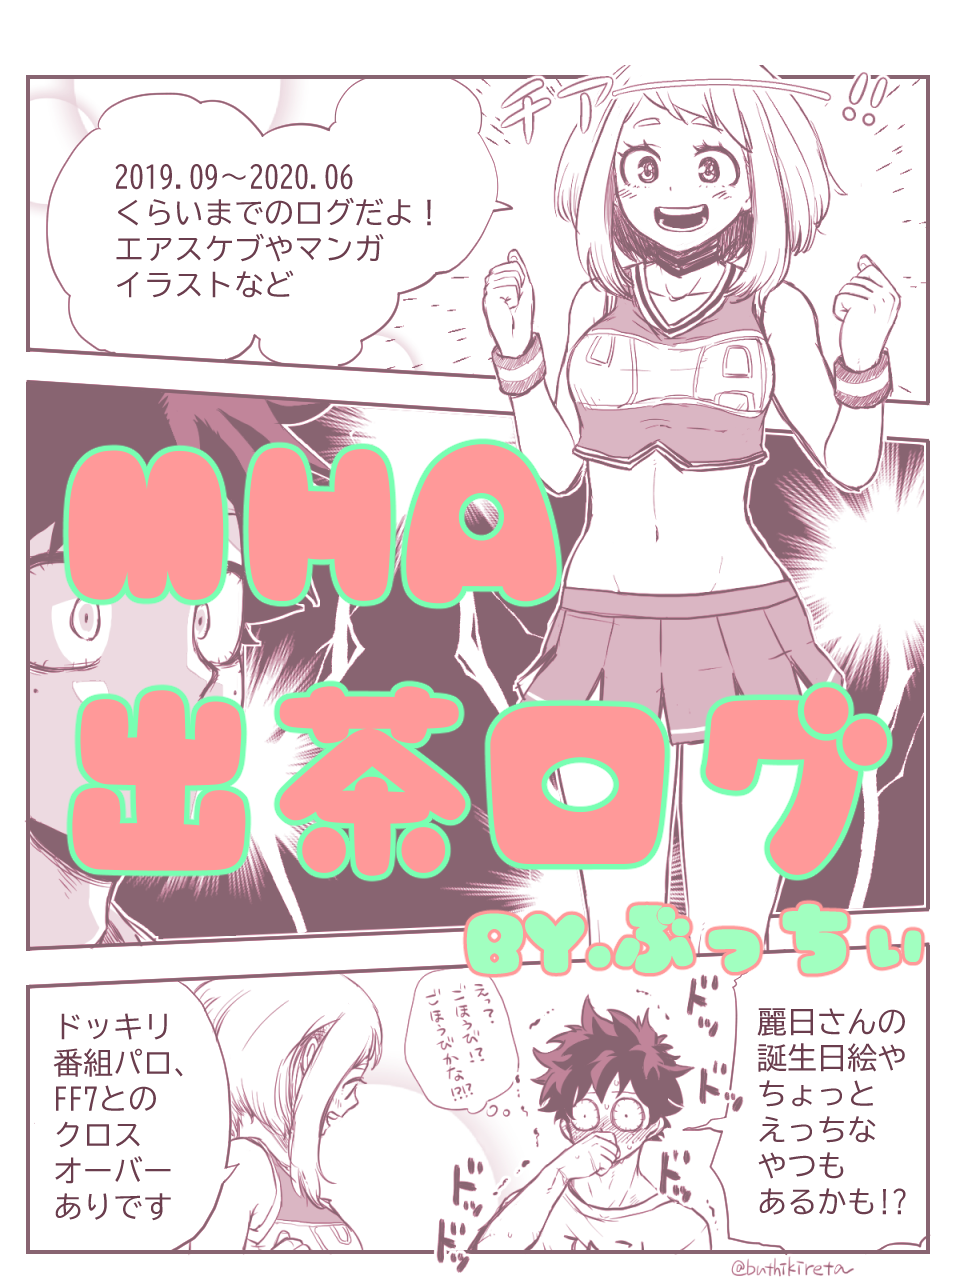 チア!!
2019.09～2020.06
くらいまでのログだよ！
エアスケブやマンガ
イラストなど
MHA
出茶ログ
BY.ぶっちぃ
麗日さんの
誕生日絵や
ちょっと
えっちな
やつも
あるかも!?
ドッ
ドッ
えっ？.
ごほうび!?
ごほうびかな!?!?
ドッ
ドッ
ドッ
ドッキリ
番組パロ、
FF7との
クロス
オーバー
ありです
@buthikireta